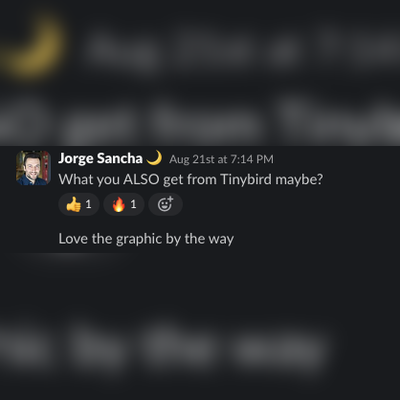 Jorge Sancha 🌙 Aug 21st at 7:14 PM
What you ALSO get from Tinybird maybe?
👍 1 🔥 1
Love the graphic by the way